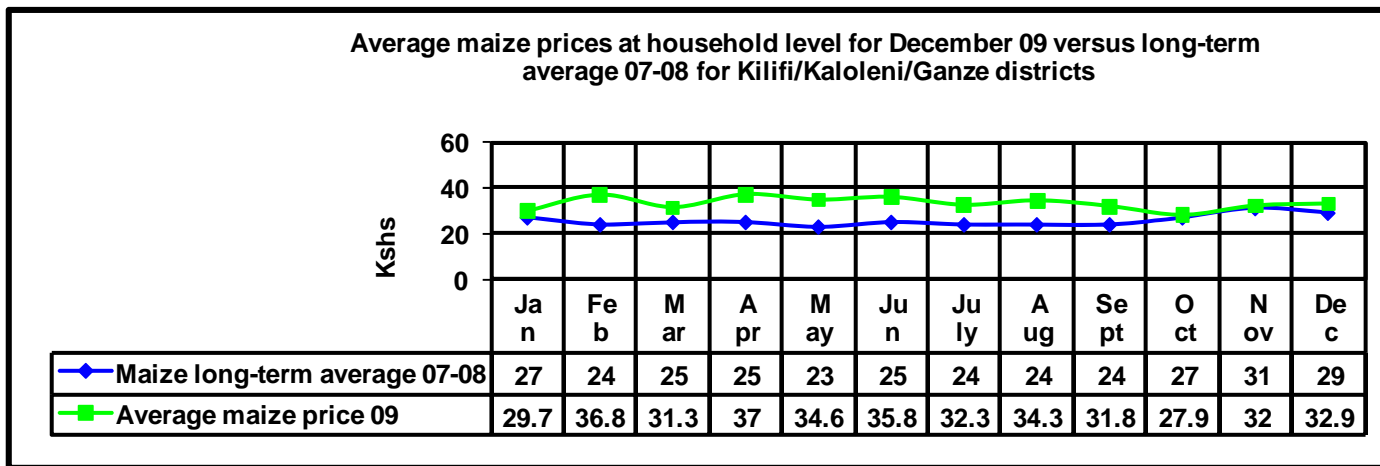 Average maize prices at household level for December 09 versus long-term
average 07-08 for Kilifi/Kaloleni/Ganze districts
60
40
20
0
Kshs
Ja Fe M A M Ju Ju A Se O N De
n b ar pr ay n ly ug pt ct ov c
Maize long-term average 07-08 27 24 25 25 23 25 24 24 24 27 31 29
Average maize price 09 29.7 36.8 31.3 37 34.6 35.8 32.3 34.3 31.8 27.9 32 32.9